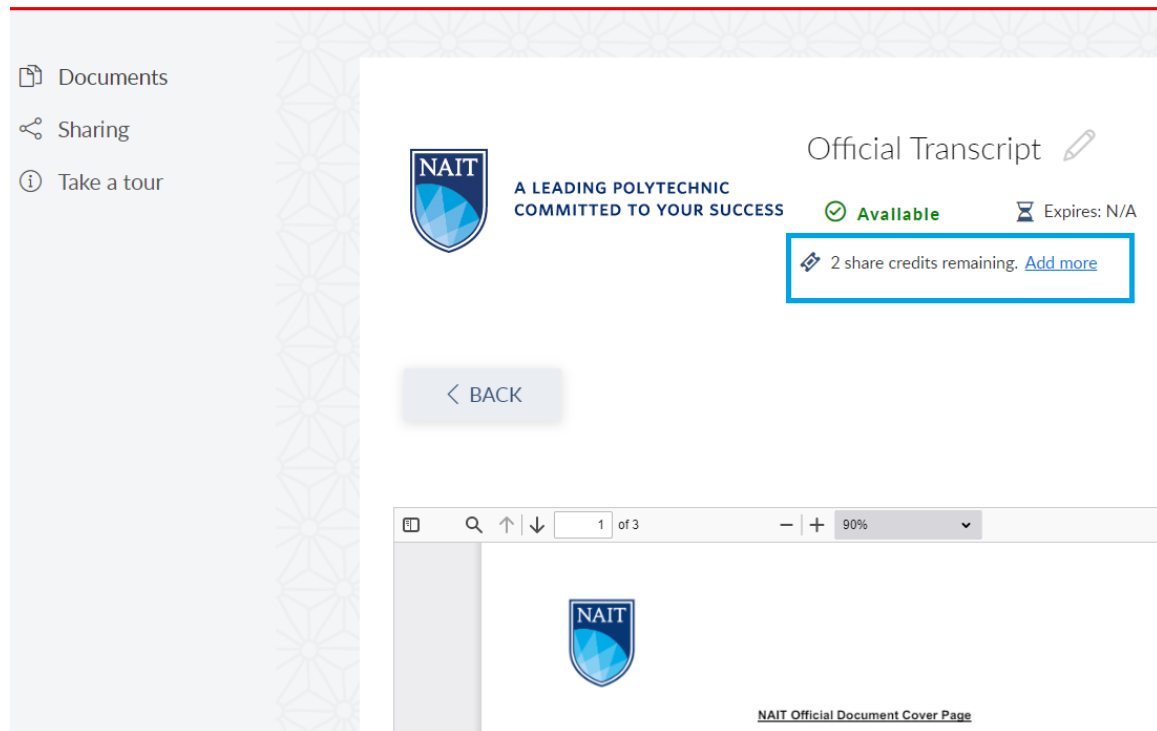 Documents
Sharing
Take a tour
NAIT
A LEADING POLYTECHNIC
COMMITTED TO YOUR SUCCESS
Official Transcript
Available
Expires: N/A
2 share credits remaining. Add more
BACK
1 of 3
90%
NAIT
NAIT Official Document Cover Page